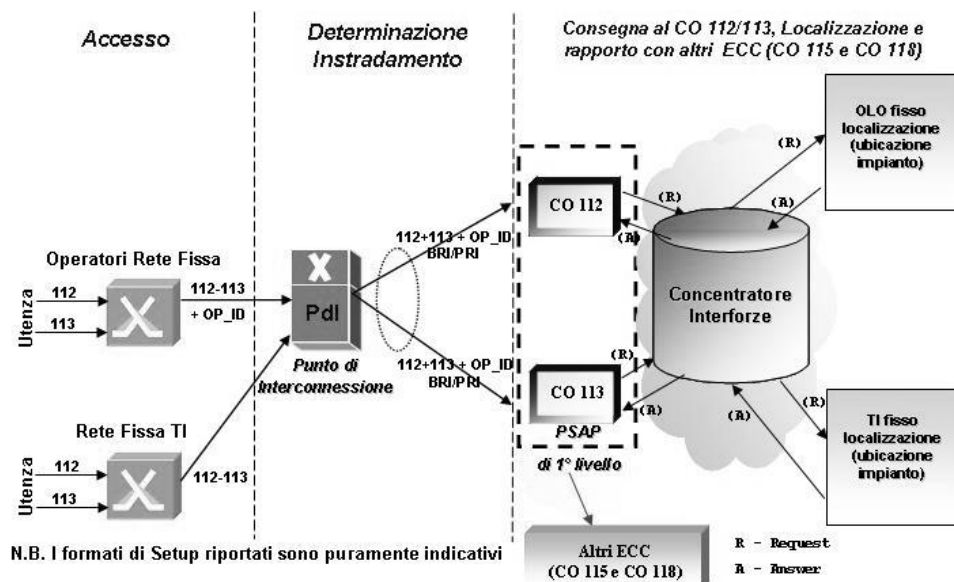 Accesso
Determinazione
Instradamento
Consegna al CO 112/113, Localizzazione e
rapporto con altri ECC (CO 115 e CO 118)
OLO fisso
localizzazione
(ubicazione
impianto)
(R)
(A)
CO 112
(R)
(A)
112+113 + OP_ID
BRI/PRI
Operatori Rete Fissa
Utenza
112
113
112-113
+ OP_ID
PdI
Punto di
Interconnessione
Concentratore
Interforze
112+113 + OP_ID
BRI/PRI
(R)
CO 113
(A)
PSAP
di 1° livello
(A)
(R)
TI fisso
localizzazione
(ubicazione
impianto)
Rete Fissa TI
Utenza
112
113
112-113
N.B. I formati di Setup riportati sono puramente indicativi
Altri ECC
(CO 115 e CO 118)
R - Request
A - Answer